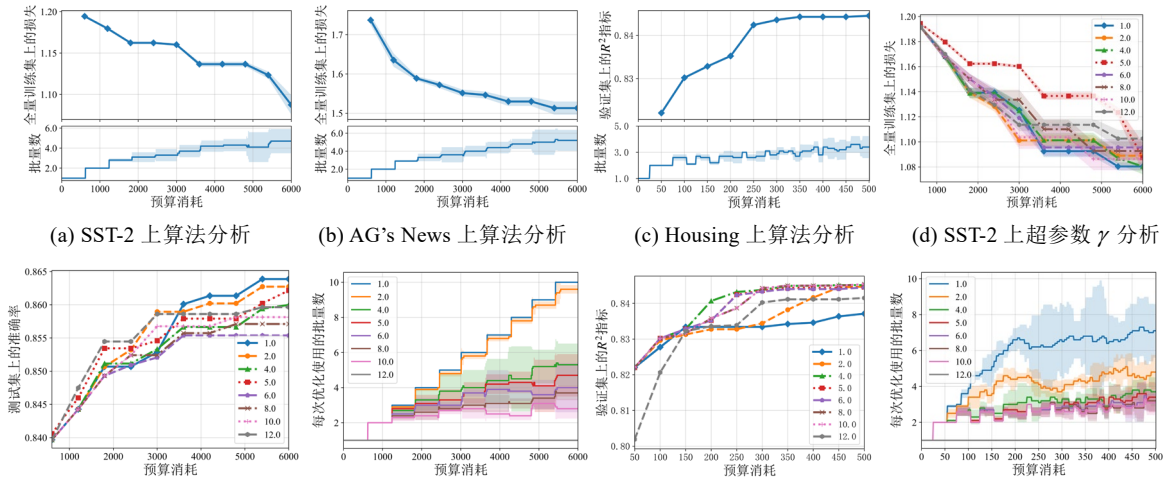 1.20
1.15
1.10
全量训练集上的损失
6.0
4.0
2.0
批量数
0 1000 2000 3000 4000 5000 6000
预算消耗
(a) SST-2 上算法分析
1.7
1.6
1.5
全量训练集上的损失
6.0
4.0
2.0
批量数
0 1000 2000 3000 4000 5000 6000
预算消耗
(b) AG's News 上算法分析
0.84
0.83
验证集上的R²指标
5.0
3.0
1.0
批量数
0 50 100 150 200 250 300 350 400 450 500
预算消耗
(c) Housing 上算法分析
1.20
1.18
1.16
1.14
1.12
1.10
1.08
全量训练集上的损失
1.0
2.0
4.0
5.0
6.0
8.0
10.0
12.0
1000 2000 3000 4000 5000 6000
预算消耗
(d) SST-2 上超参数 γ 分析
0.865
0.860
0.855
0.850
0.845
0.840
测试集上的准确率
1.0
2.0
4.0
5.0
6.0
8.0
10.0
12.0
1000 2000 3000 4000 5000 6000
预算消耗
10
8
6
4
2
每次优化使用的批量数
1.0
2.0
4.0
5.0
6.0
8.0
10.0
12.0
0 1000 2000 3000 4000 5000 6000
预算消耗
0.84
0.83
0.82
0.81
0.80
验证集上的R²指标
1.0
2.0
4.0
5.0
6.0
8.0
10.0
12.0
50 100 150 200 250 300 350 400 450 500
预算消耗
10
8
6
4
2
每次优化使用的批量数
1.0
2.0
4.0
5.0
6.0
8.0
10.0
12.0
0 50 100 150 200 250 300 350 400 450 500
预算消耗